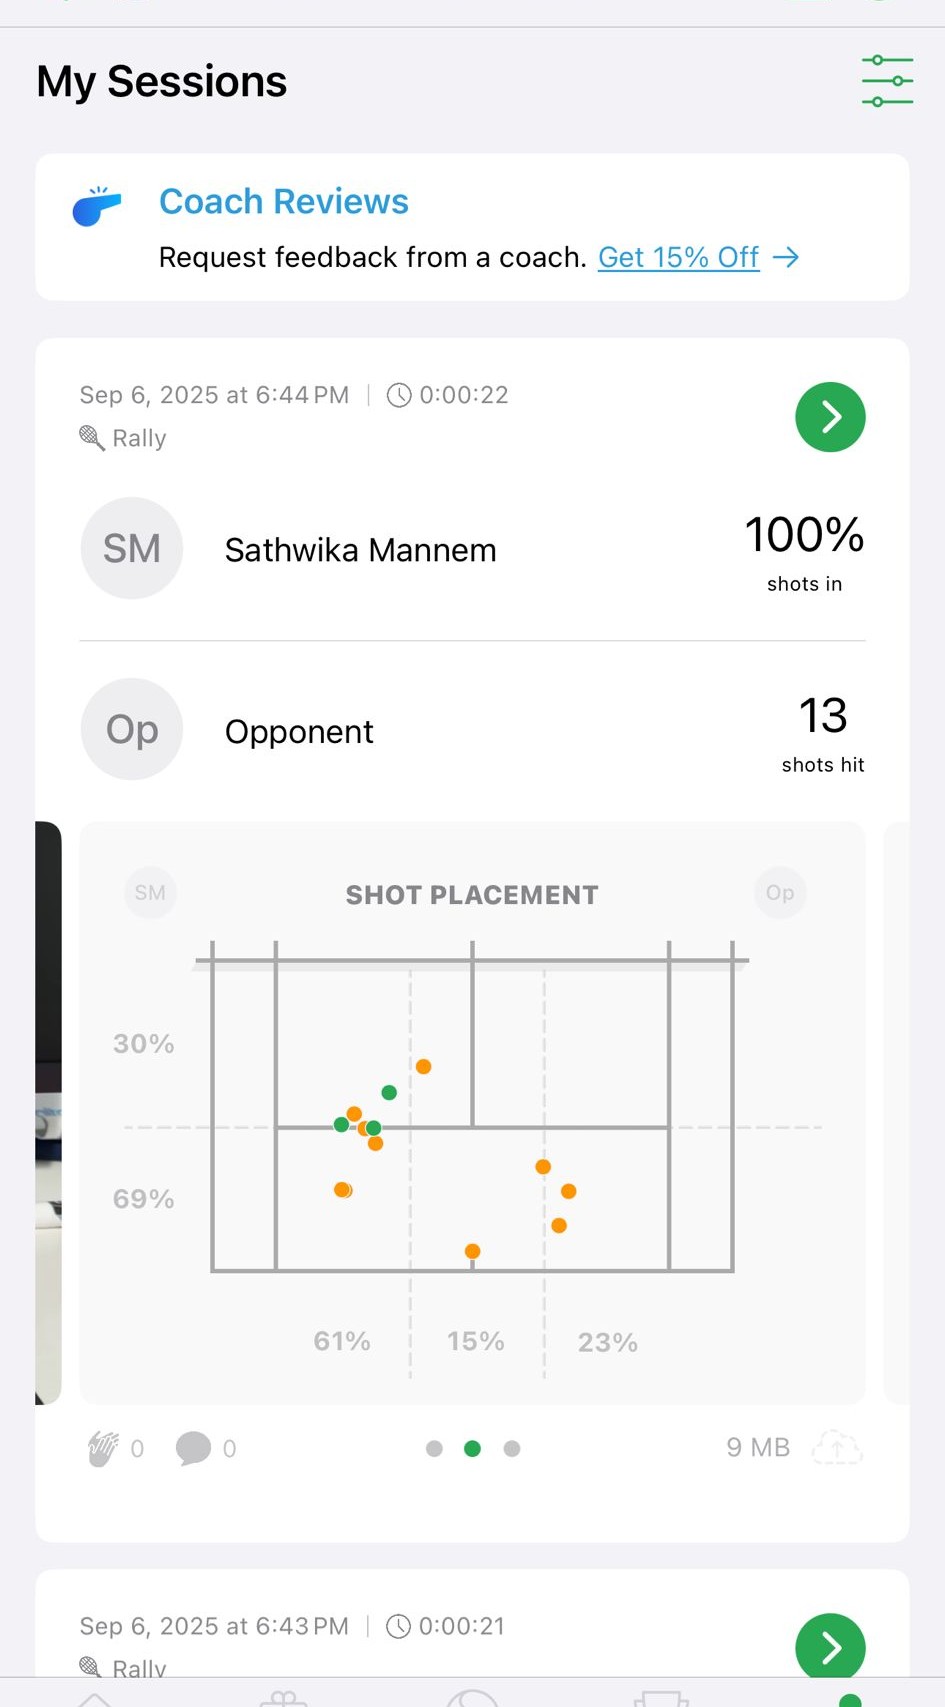 My Sessions
Coach Reviews
Request feedback from a coach. Get 15% Off →
Sep 6, 2025 at 6:44 PM | 0:00:22
Rally
SM Sathwika Mannem 100%
shots in
Op Opponent 13
shots hit
SM SHOT PLACEMENT Op
30%
69%
61% 15% 23%
0 0 9 MB
Sep 6, 2025 at 6:43 PM | 0:00:21
Rally